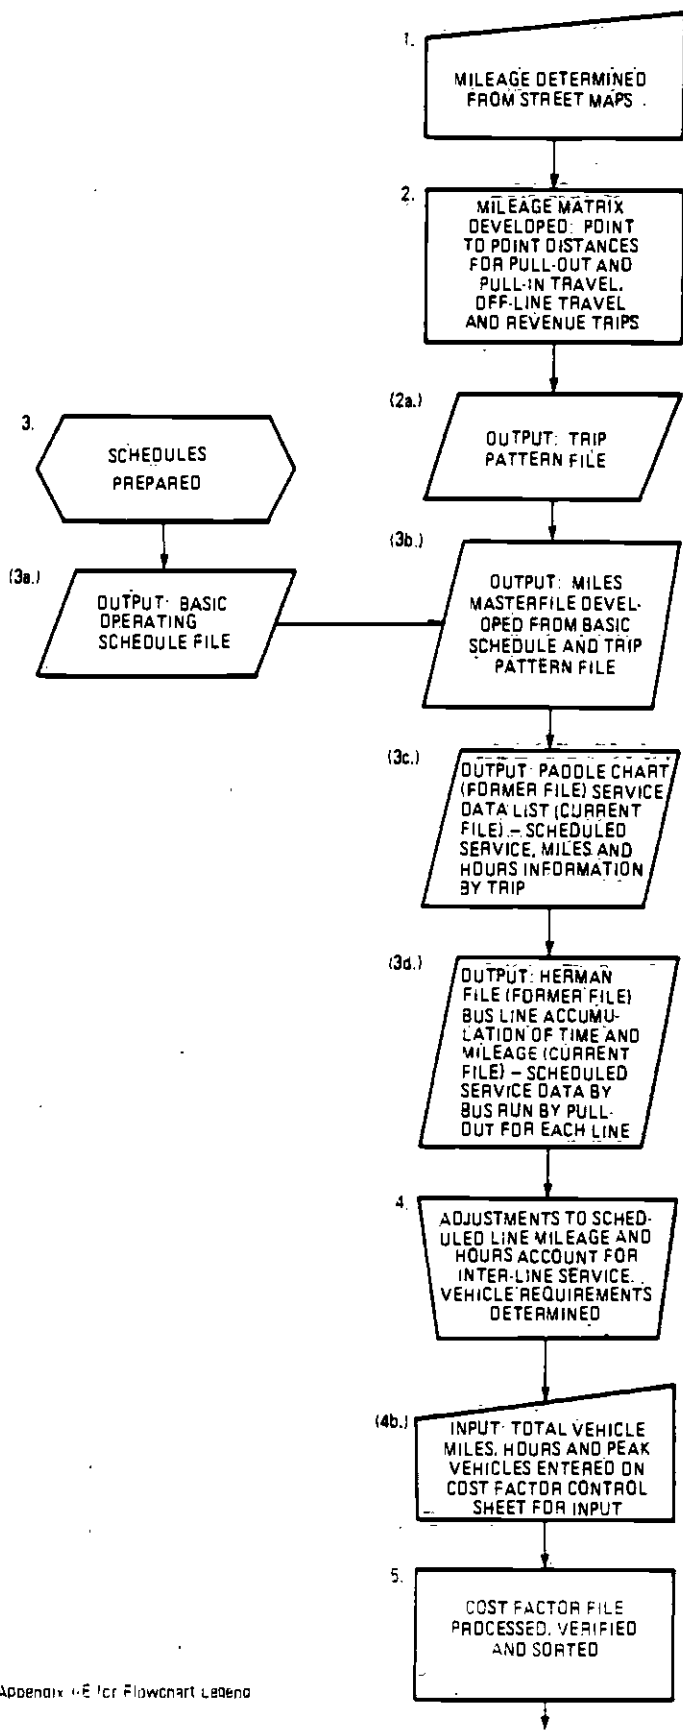 1.
MILEAGE DETERMINED
FROM STREET MAPS
2.
MILEAGE MATRIX
DEVELOPED: POINT
TO POINT DISTANCES
FOR PULL-OUT AND
PULL-IN TRAVEL,
OFF-LINE TRAVEL
AND REVENUE TRIPS
(2a.)
OUTPUT: TRIP
PATTERN FILE
3.
SCHEDULES
PREPARED
(3a.)
OUTPUT: BASIC
OPERATING
SCHEDULE FILE
(3b.)
OUTPUT: MILES
MASTERFILE DEVEL-
OPED FROM BASIC
SCHEDULE AND TRIP
PATTERN FILE
(3c.)
OUTPUT: PADDLE CHART
(FORMER FILE) SERVICE
DATA LIST (CURRENT
FILE) – SCHEDULED
SERVICE, MILES AND
HOURS INFORMATION
BY TRIP
(3d.)
OUTPUT: HERMAN
FILE (FORMER FILE)
BUS LINE ACCUMU-
LATION OF TIME AND
MILEAGE (CURRENT
FILE) – SCHEDULED
SERVICE DATA BY
BUS RUN BY PULL-
OUT FOR EACH LINE
4.
ADJUSTMENTS TO SCHED-
ULED LINE MILEAGE AND
HOURS ACCOUNT FOR
INTER-LINE SERVICE.
VEHICLE REQUIREMENTS
DETERMINED
(4b.)
INPUT: TOTAL VEHICLE
MILES, HOURS AND PEAK
VEHICLES ENTERED ON
COST FACTOR CONTROL
SHEET FOR INPUT
5.
COST FACTOR FILE
PROCESSED, VERIFIED
AND SORTED
Appendix for Flowchart Legend